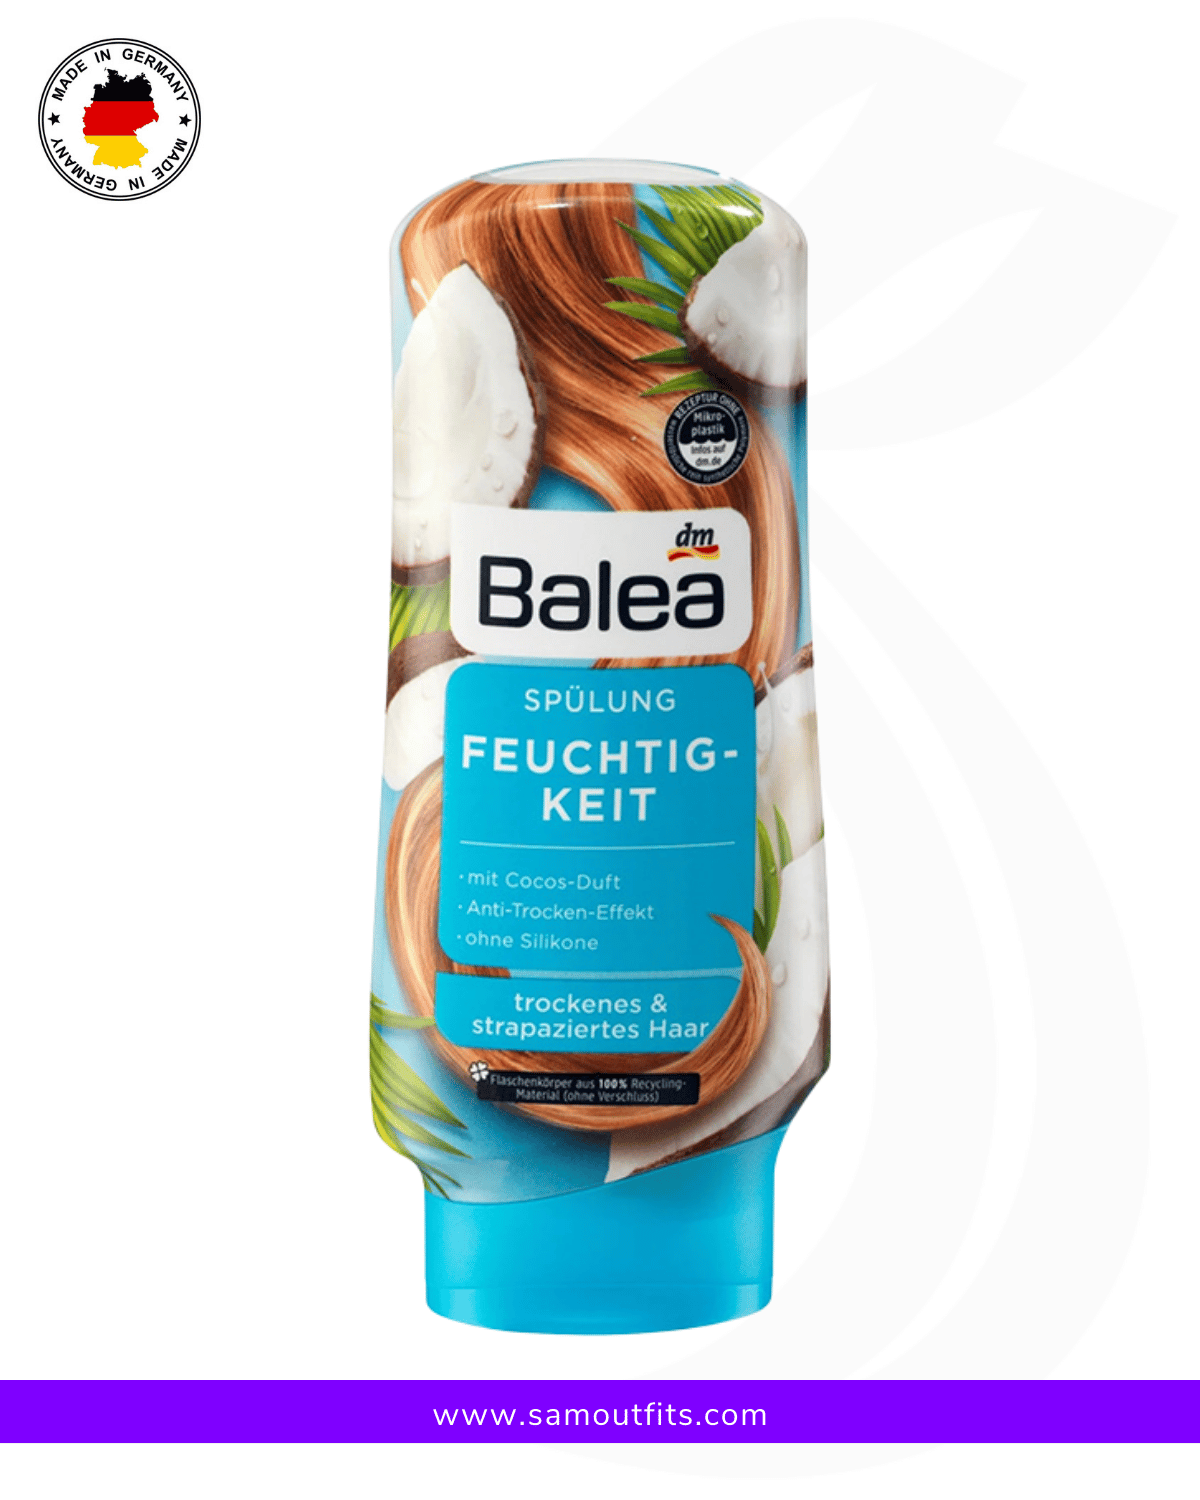 MADE IN GERMANY
MADE IN GERMANY
REZEPTUR OHNE
Mikro-
plastik
Infos auf
dm.de
dm
Balea
SPÜLUNG
FEUCHTIG-
KEIT
· mit Cocos-Duft
· Anti-Trocken-Effekt
· ohne Silikone
trockenes &
strapaziertes Haar
Flaschenkörper aus 100% Recycling-
Material (ohne Verschluss)
www.samoutfits.com